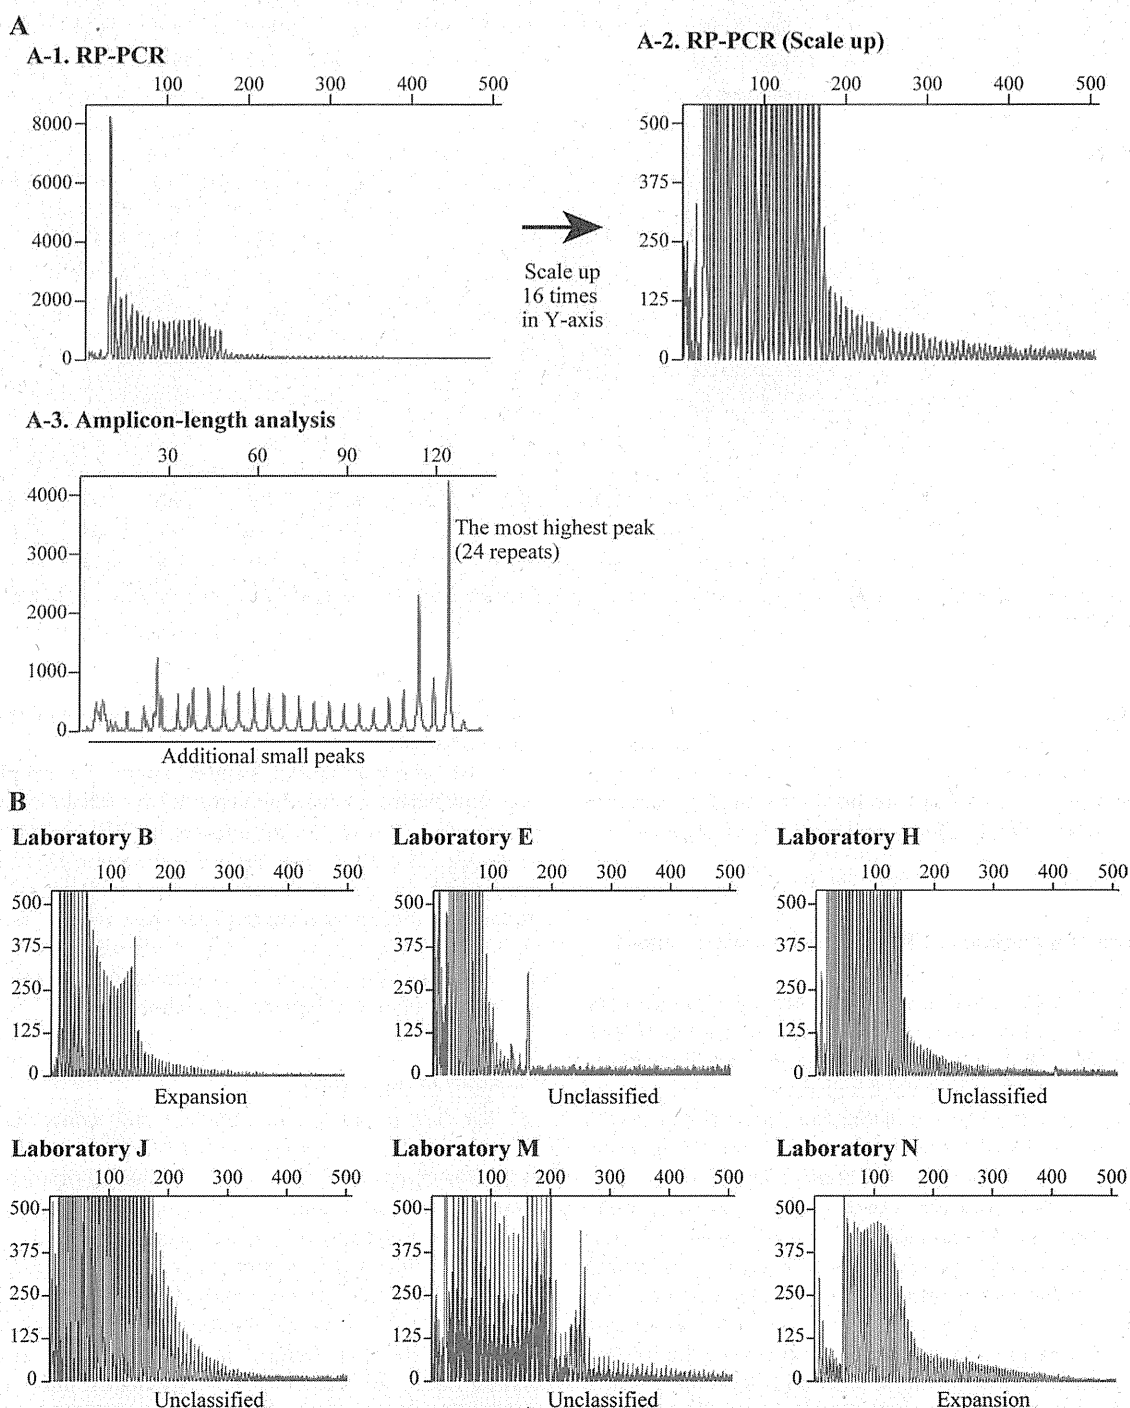 A
A-1. RP-PCR
100 200 300 400 500
8000
6000
4000
2000
0
Scale up
16 times
in Y-axis
A-2. RP-PCR (Scale up)
100 200 300 400 500
500
375
250
125
0
A-3. Amplicon-length analysis
30 60 90 120
4000
3000
2000
1000
0
The most highest peak
(24 repeats)
Additional small peaks
B
Laboratory B
100 200 300 400 500
500
375
250
125
0
Expansion
Laboratory E
100 200 300 400 500
500
375
250
125
0
Unclassified
Laboratory H
100 200 300 400 500
500
375
250
125
0
Unclassified
Laboratory J
100 200 300 400 500
500
375
250
125
0
Unclassified
Laboratory M
100 200 300 400 500
500
375
250
125
0
Unclassified
Laboratory N
100 200 300 400 500
500
375
250
125
0
Expansion